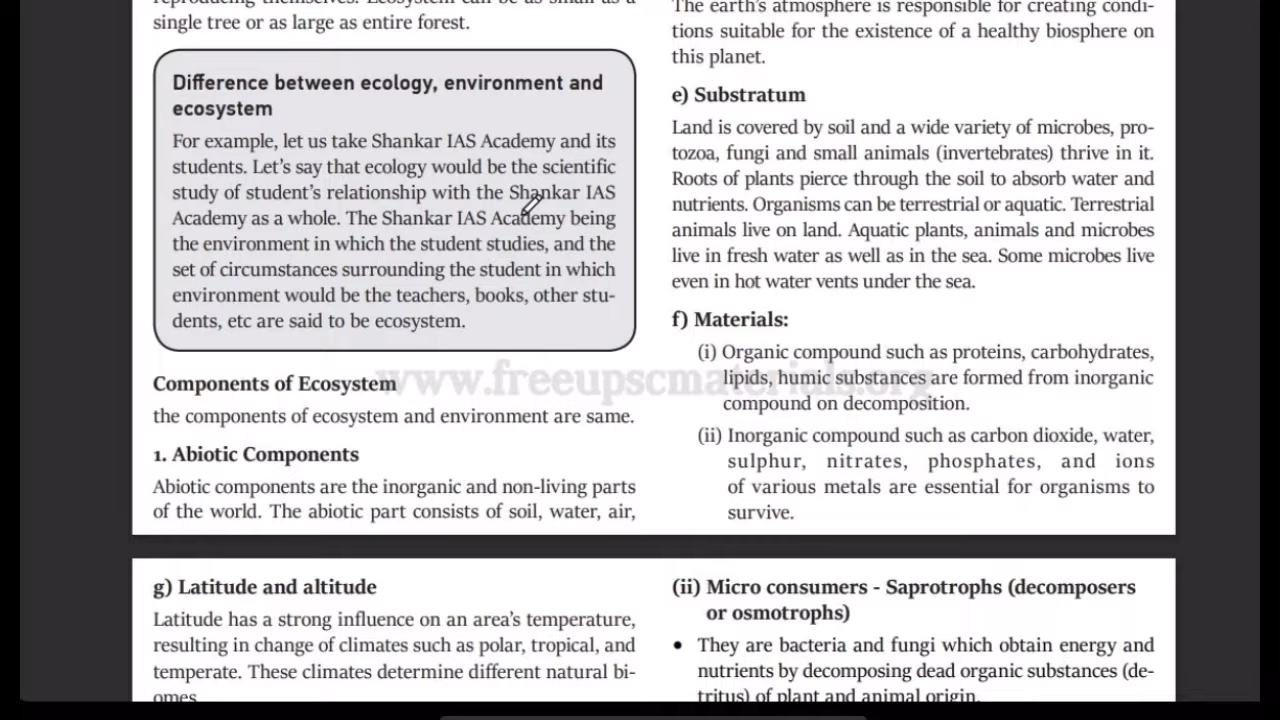 reproducing themselves. Ecosystem can be as small as a
single tree or as large as entire forest.
Difference between ecology, environment and
ecosystem
For example, let us take Shankar IAS Academy and its
students. Let's say that ecology would be the scientific
study of student's relationship with the Shankar IAS
Academy as a whole. The Shankar IAS Academy being
the environment in which the student studies, and the
set of circumstances surrounding the student in which
environment would be the teachers, books, other stu-
dents, etc are said to be ecosystem.
Components of Ecosystem
the components of ecosystem and environment are same.
1. Abiotic Components
Abiotic components are the inorganic and non-living parts
of the world. The abiotic part consists of soil, water, air,
The earth's atmosphere is responsible for creating condi-
tions suitable for the existence of a healthy biosphere on
this planet.
e) Substratum
Land is covered by soil and a wide variety of microbes, pro-
tozoa, fungi and small animals (invertebrates) thrive in it.
Roots of plants pierce through the soil to absorb water and
nutrients. Organisms can be terrestrial or aquatic. Terrestrial
animals live on land. Aquatic plants, animals and microbes
live in fresh water as well as in the sea. Some microbes live
even in hot water vents under the sea.
f) Materials:
(i) Organic compound such as proteins, carbohydrates,
lipids, humic substances are formed from inorganic
compound on decomposition.
(ii) Inorganic compound such as carbon dioxide, water,
sulphur, nitrates, phosphates, and ions
of various metals are essential for organisms to
survive.
www.freeupscmaterials.org
g) Latitude and altitude
Latitude has a strong influence on an area's temperature,
resulting in change of climates such as polar, tropical, and
temperate. These climates determine different natural bi-
omes.
(ii) Micro consumers - Saprotrophs (decomposers
or osmotrophs)
• They are bacteria and fungi which obtain energy and
nutrients by decomposing dead organic substances (de-
tritus) of plant and animal origin.